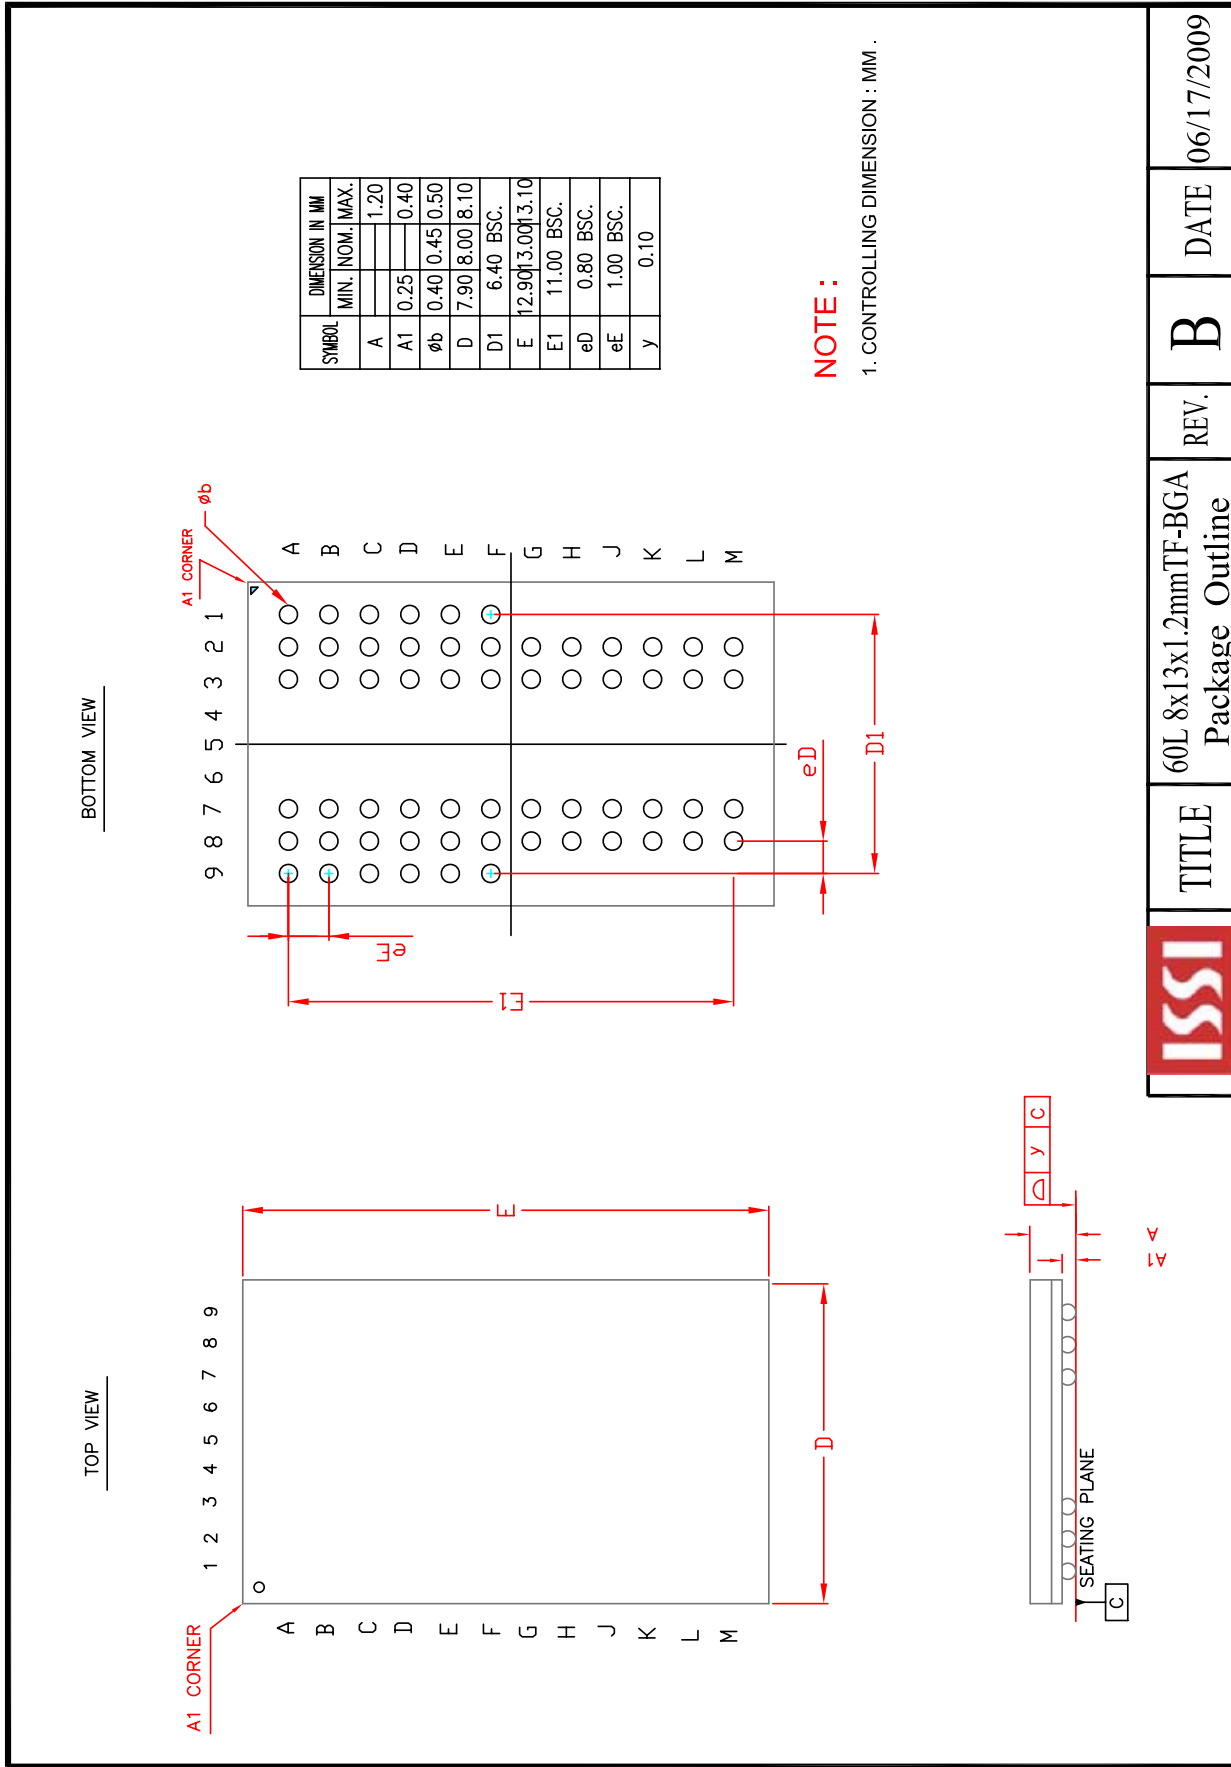 TOP VIEW
A1 CORNER
1 2 3 4 5 6 7 8 9
A
B
C
D
E
F
G
H
J
K
L
M
E
D
BOTTOM VIEW
A1 CORNER
øb
9 8 7 6 5 4 3 2 1
A
B
C
D
E
F
G
H
J
K
L
M
eE
E1
eD
D1
SYMBOL DIMENSION IN MM
MIN. NOM. MAX.
A 1.20
A1 0.25 0.40
øb 0.40 0.45 0.50
D 7.90 8.00 8.10
D1 6.40 BSC.
E 12.90 13.00 13.10
E1 11.00 BSC.
eD 0.80 BSC.
eE 1.00 BSC.
y 0.10
NOTE :
1. CONTROLLING DIMENSION : MM .
SEATING PLANE
C
y C
A
A1
ISSI
TITLE
60L 8x13x1.2mmTF-BGA
Package Outline
REV.
B
DATE
06/17/2009